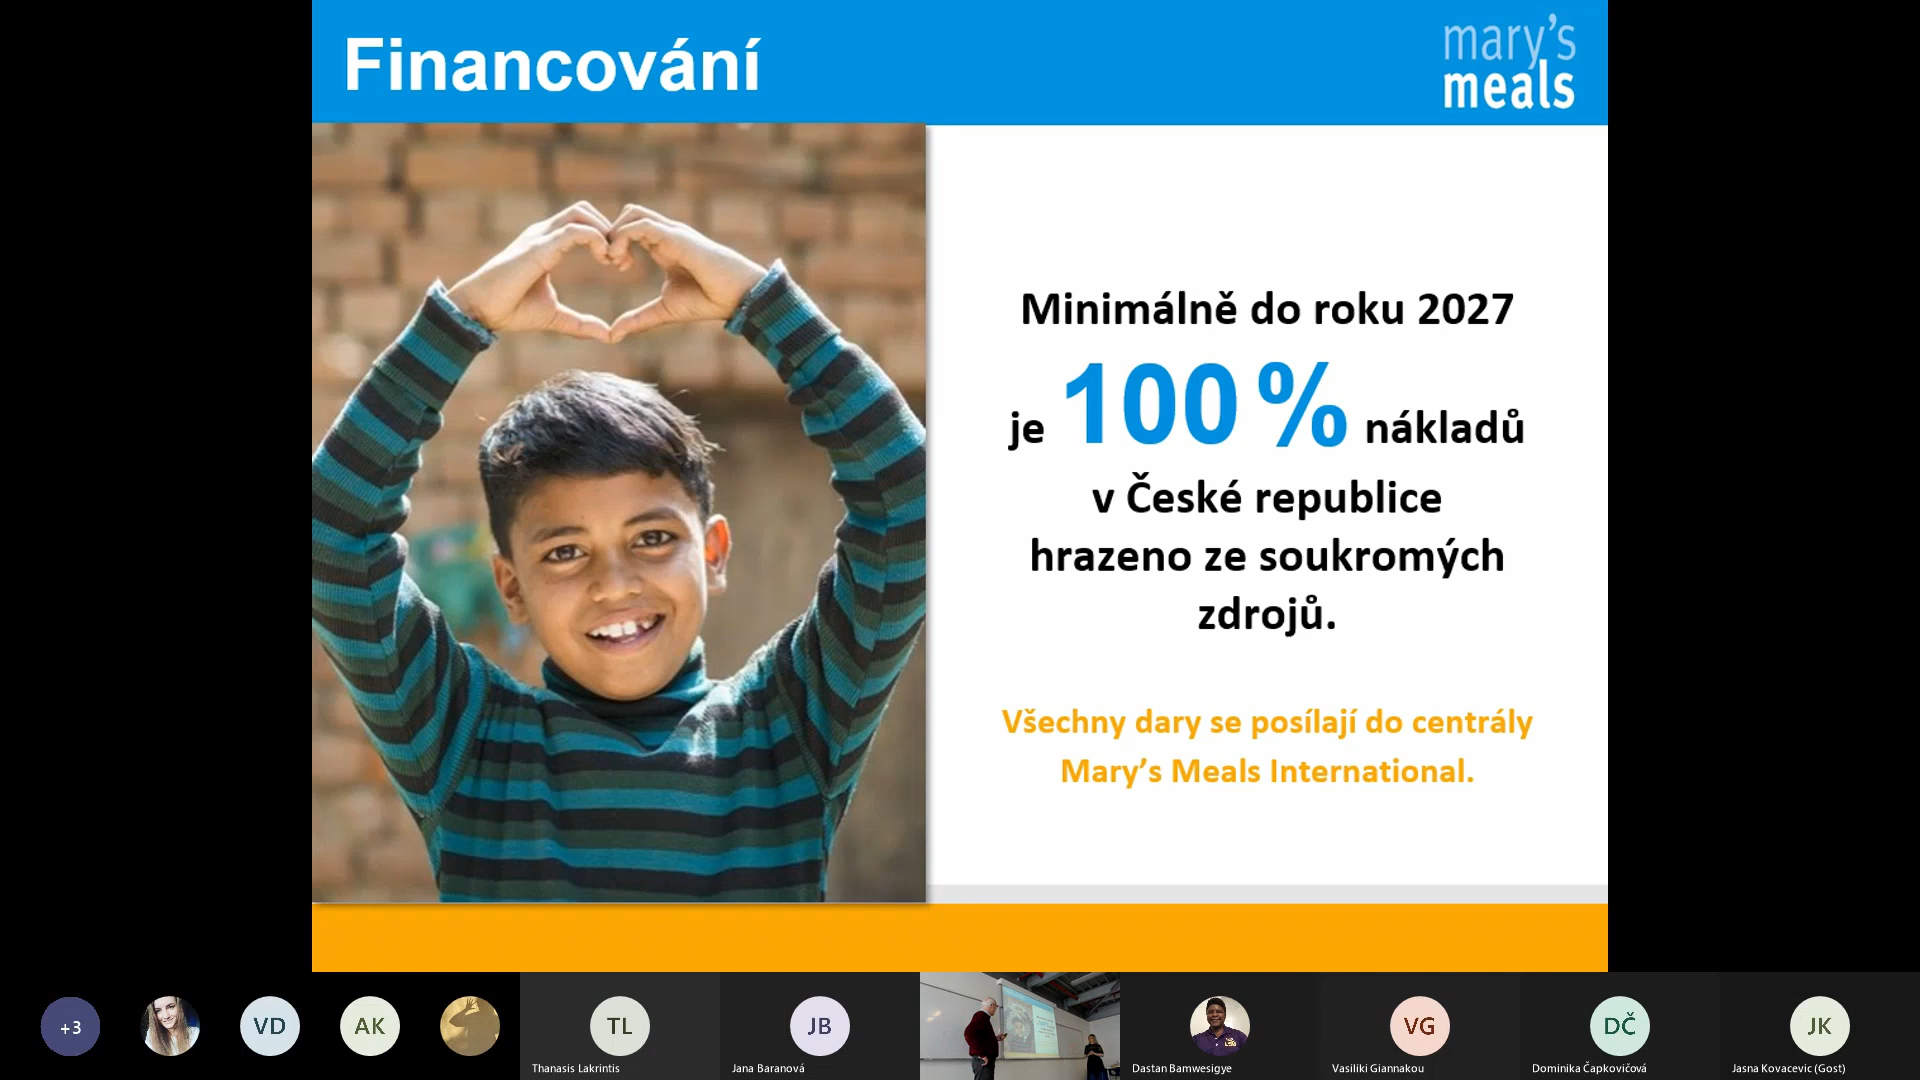 Financování
mary's
meals
Minimálně do roku 2027
je 100 % nákladů
v České republice
hrazeno ze soukromých
zdrojů.
Všechny dary se posílají do centrály
Mary’s Meals International.
+3
VD
AK
TL
JB
VG
DČ
JK
Thanasis Lakrintis
Jana Baranová
Dastan Bamwesigye
Vasiliki Giannakou
Dominika Čapkovičová
Jasna Kovacevic (Gost)